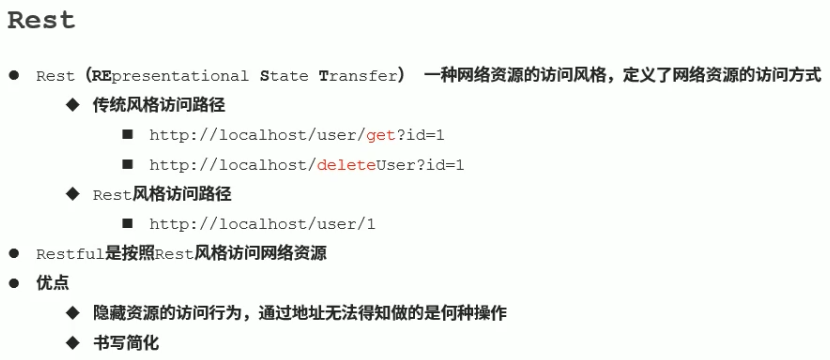 Rest
Rest（REpresentational State Transfer） 一种网络资源的访问风格，定义了网络资源的访问方式
传统风格访问路径
http://localhost/user/get?id=1
http://localhost/deleteUser?id=1
Rest风格访问路径
http://localhost/user/1
Restful是按照Rest风格访问网络资源
优点
隐藏资源的访问行为，通过地址无法得知做的是何种操作
书写简化